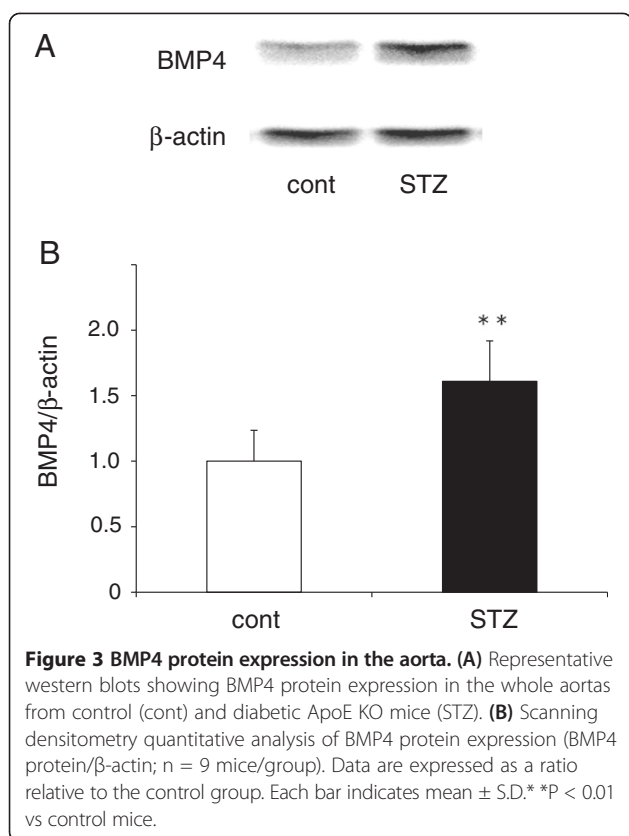 A
BMP4
β-actin
cont STZ
B
BMP4/β-actin
2.0
1.5
1.0
0.5
0
**
cont STZ
Figure 3 BMP4 protein expression in the aorta. (A) Representative
western blots showing BMP4 protein expression in the whole aortas
from control (cont) and diabetic ApoE KO mice (STZ). (B) Scanning
densitometry quantitative analysis of BMP4 protein expression (BMP4
protein/β-actin; n = 9 mice/group). Data are expressed as a ratio
relative to the control group. Each bar indicates mean ± S.D.* *P < 0.01
vs control mice.